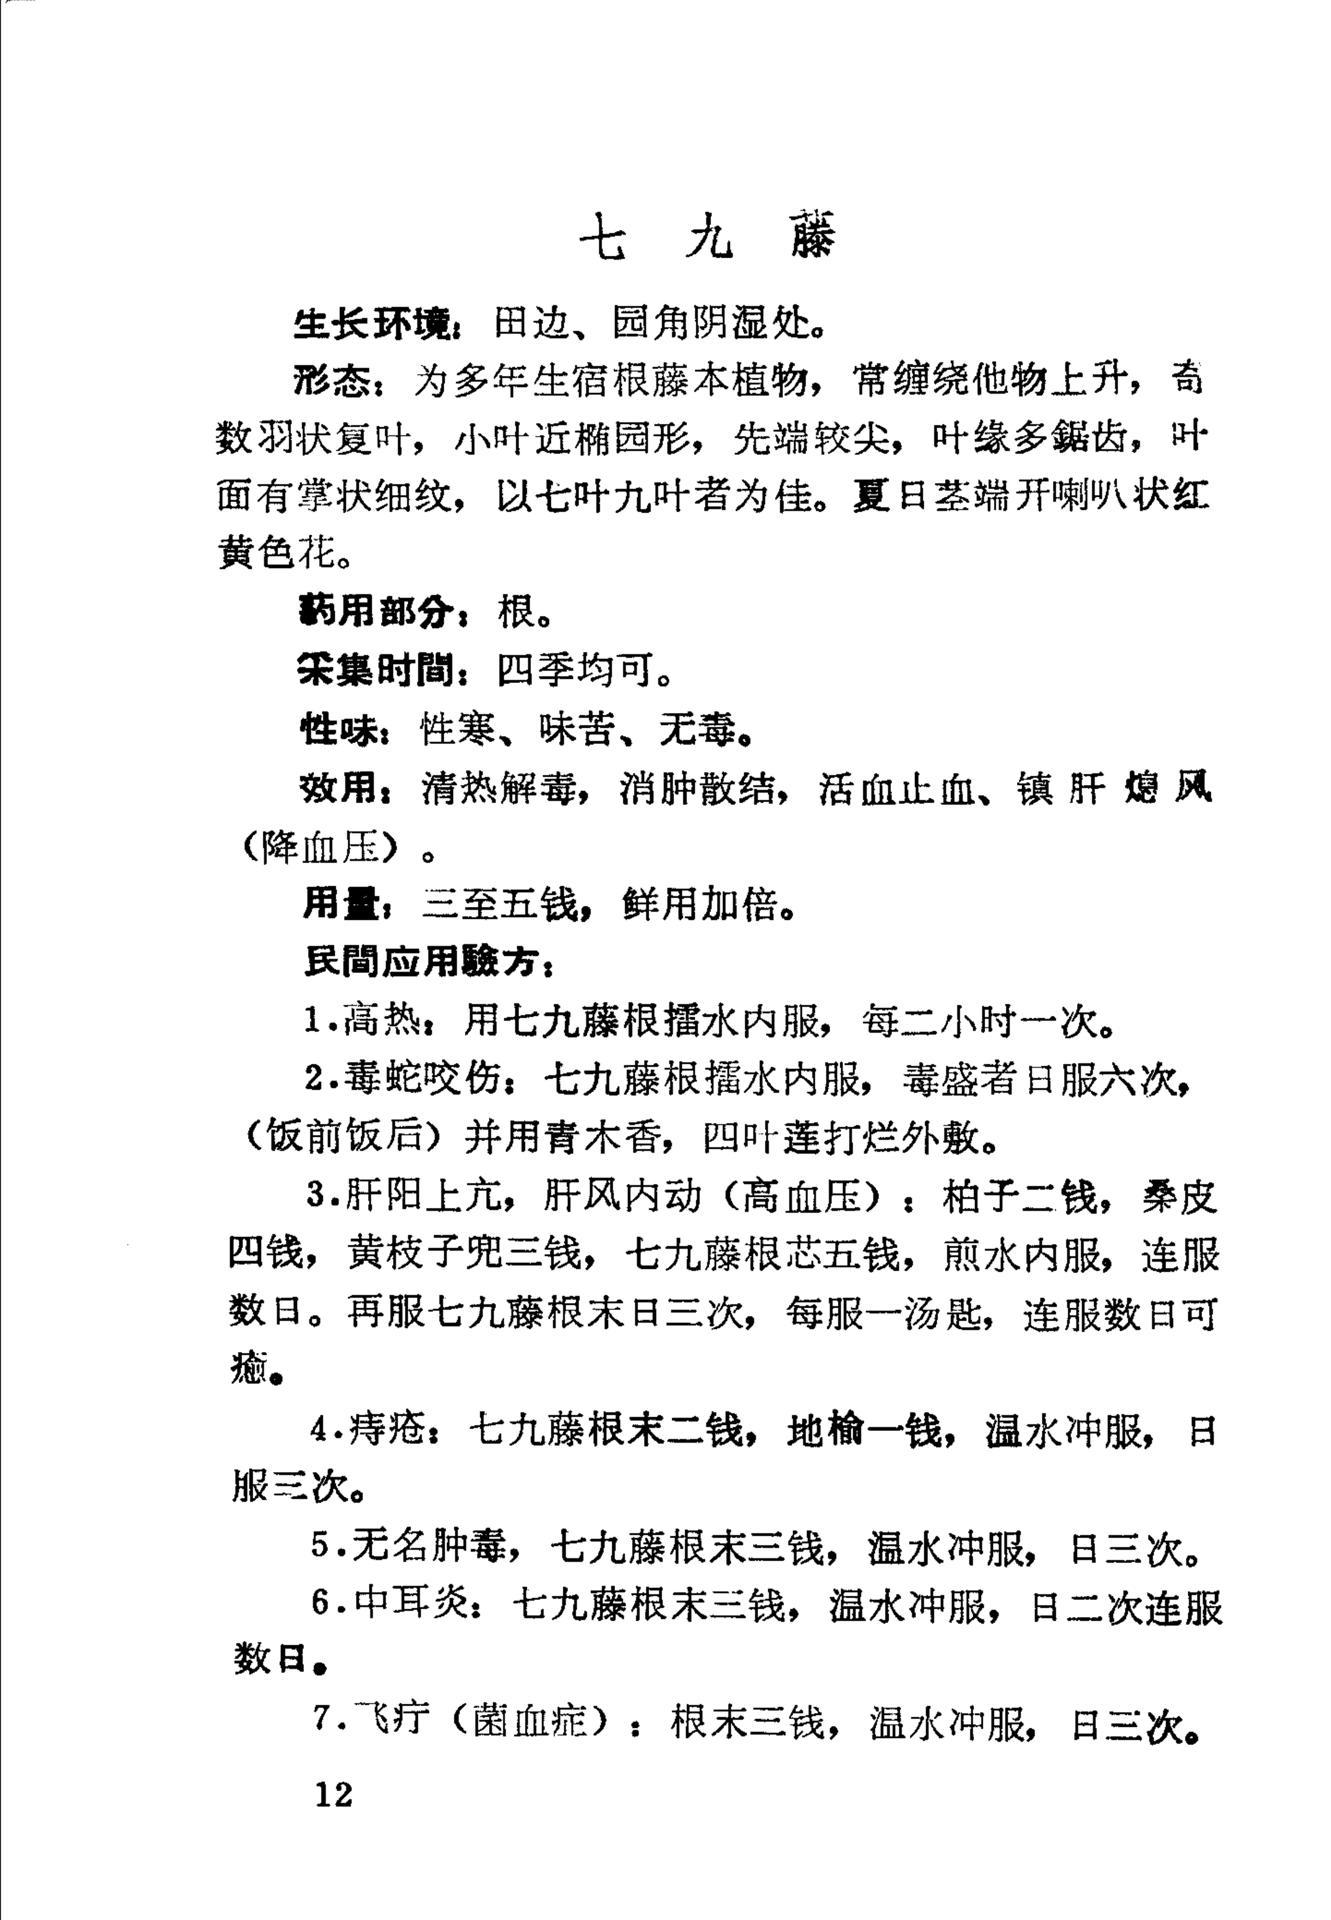 七九藤
生长环境：田边、园角阴湿处。
形态：为多年生宿根藤本植物，常缠绕他物上升，奇
数羽状复叶，小叶近椭园形，先端较尖，叶缘多鋸齿，叶
面有掌状细纹，以七叶九叶者为佳。夏日茎端开喇叭状红
黄色花。
药用部分：根。
采集时間：四季均可。
性味：性寒、味苦、无毒。
效用：清热解毒，消肿散结，活血止血、镇肝熄风
（降血压）。
用量：三至五钱，鲜用加倍。
民間应用驗方：
1.高热：用七九藤根擂水内服，每二小时一次。
2.毒蛇咬伤：七九藤根擂水内服，毒盛者日服六次，
（饭前饭后）并用青木香，四叶莲打烂外敷。
3.肝阳上亢，肝风内动（高血压）：柏子二钱，桑皮
四钱，黄枝子兜三钱，七九藤根芯五钱，煎水内服，连服
数日。再服七九藤根末日三次，每服一汤匙，连服数日可
癒。
4.痔疮：七九藤根末二钱，地榆一钱，温水冲服，日
服三次。
5.无名肿毒，七九藤根末三钱，温水冲服，日三次。
6.中耳炎：七九藤根末三钱，温水冲服，日二次连服
数日。
7.飞疔（菌血症）：根末三钱，温水冲服，日三次。
12